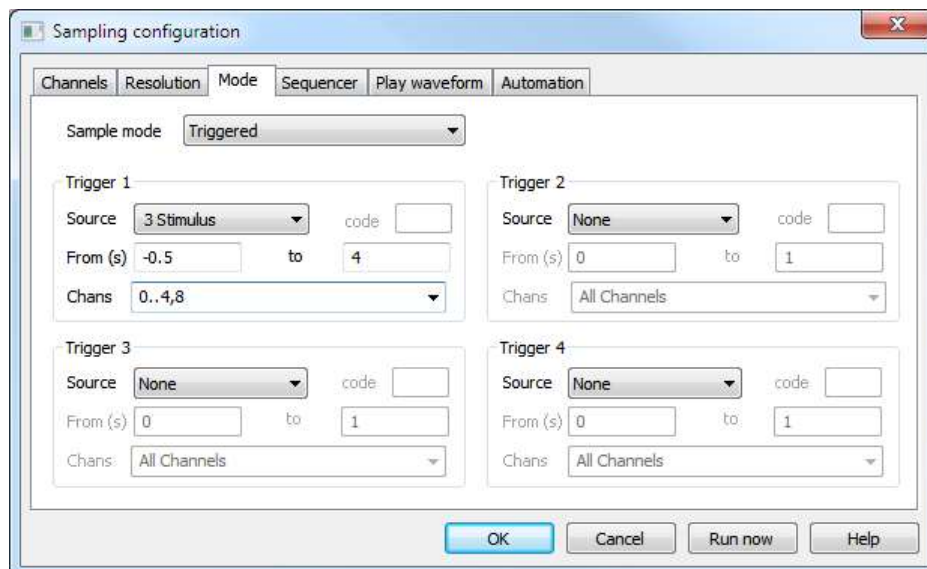 Sampling configuration
Channels Resolution Mode Sequencer Play waveform Automation
Sample mode Triggered
Trigger 1
Source 3 Stimulus code
From (s) -0.5 to 4
Chans 0..4,8
Trigger 2
Source None code
From (s) 0 to 1
Chans All Channels
Trigger 3
Source None code
From (s) 0 to 1
Chans All Channels
Trigger 4
Source None code
From (s) 0 to 1
Chans All Channels
OK Cancel Run now Help